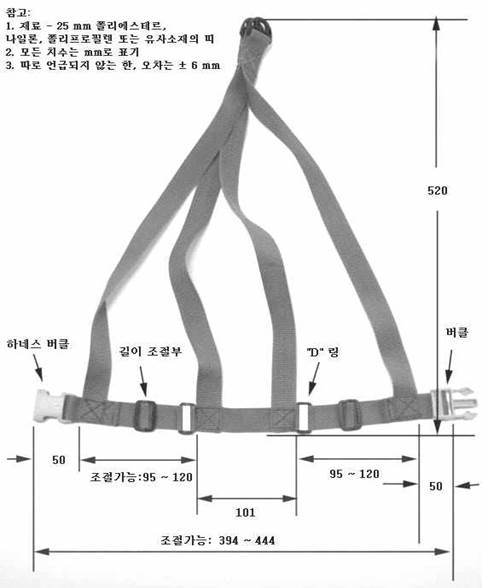 참고:
1. 재료 - 25 mm 폴리에스테르,
나일론, 폴리프로필렌 또는 유사소재의 띠
2. 모든 치수는 mm로 표기
3. 따로 언급되지 않는 한, 오차는 ± 6 mm
520
하네스 버클
길이 조절부
"D" 링
버클
50
조절가능:95 ~ 120
95 ~ 120
50
101
조절가능: 394 ~ 444